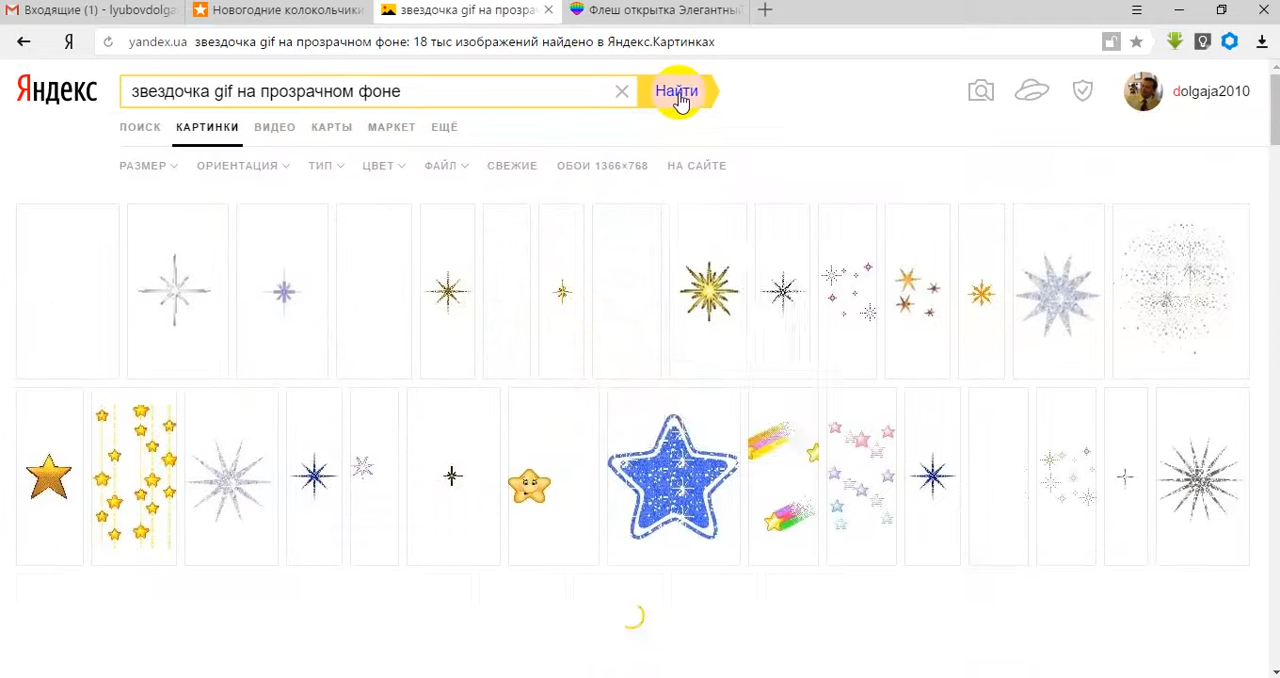 Входящие (1) - lyubovdolga
Новогодние колокольчики
звездочка gif на прозра
Флеш открытка Элегантный
Я
yandex.ua звездочка gif на прозрачном фоне: 18 тыс изображений найдено в Яндекс.Картинках
Яндекс
звездочка gif на прозрачном фоне
Найти
dolgaja2010
ПОИСК КАРТИНКИ ВИДЕО КАРТЫ МАРКЕТ ЕЩЁ
РАЗМЕР ОРИЕНТАЦИЯ ТИП ЦВЕТ ФАЙЛ СВЕЖИЕ ОБОИ 1366×768 НА САЙТЕ